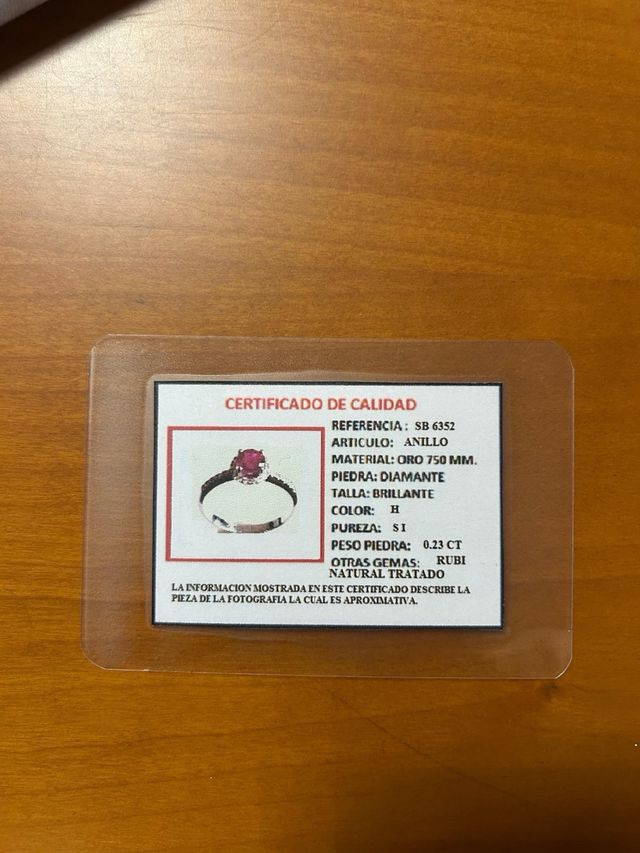 CERTIFICADO DE CALIDAD
REFERENCIA : SB 6352
ARTICULO: ANILLO
MATERIAL: ORO 750 MM.
PIEDRA: DIAMANTE
TALLA: BRILLANTE
COLOR: H
PUREZA: S I
PESO PIEDRA: 0.23 CT
OTRAS GEMAS: RUBI
NATURAL TRATADO
LA INFORMACION MOSTRADA EN ESTE CERTIFICADO DESCRIBE LA
PIEZA DE LA FOTOGRAFIA LA CUAL ES APROXIMATIVA.